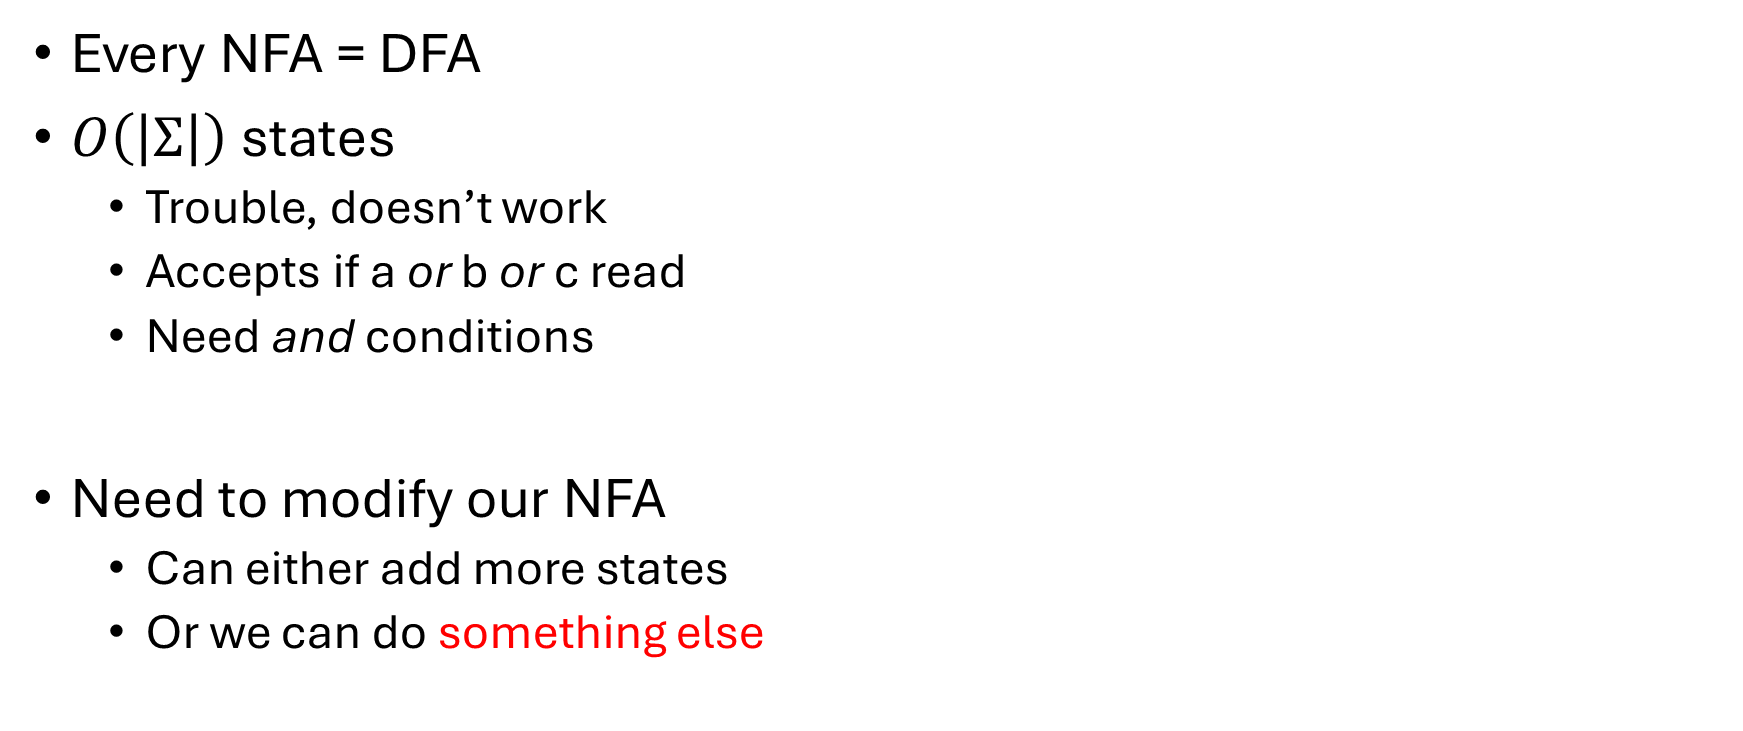 • Every NFA = DFA
• O(|Σ|) states
• Trouble, doesn’t work
• Accepts if a or b or c read
• Need and conditions
• Need to modify our NFA
• Can either add more states
• Or we can do something else